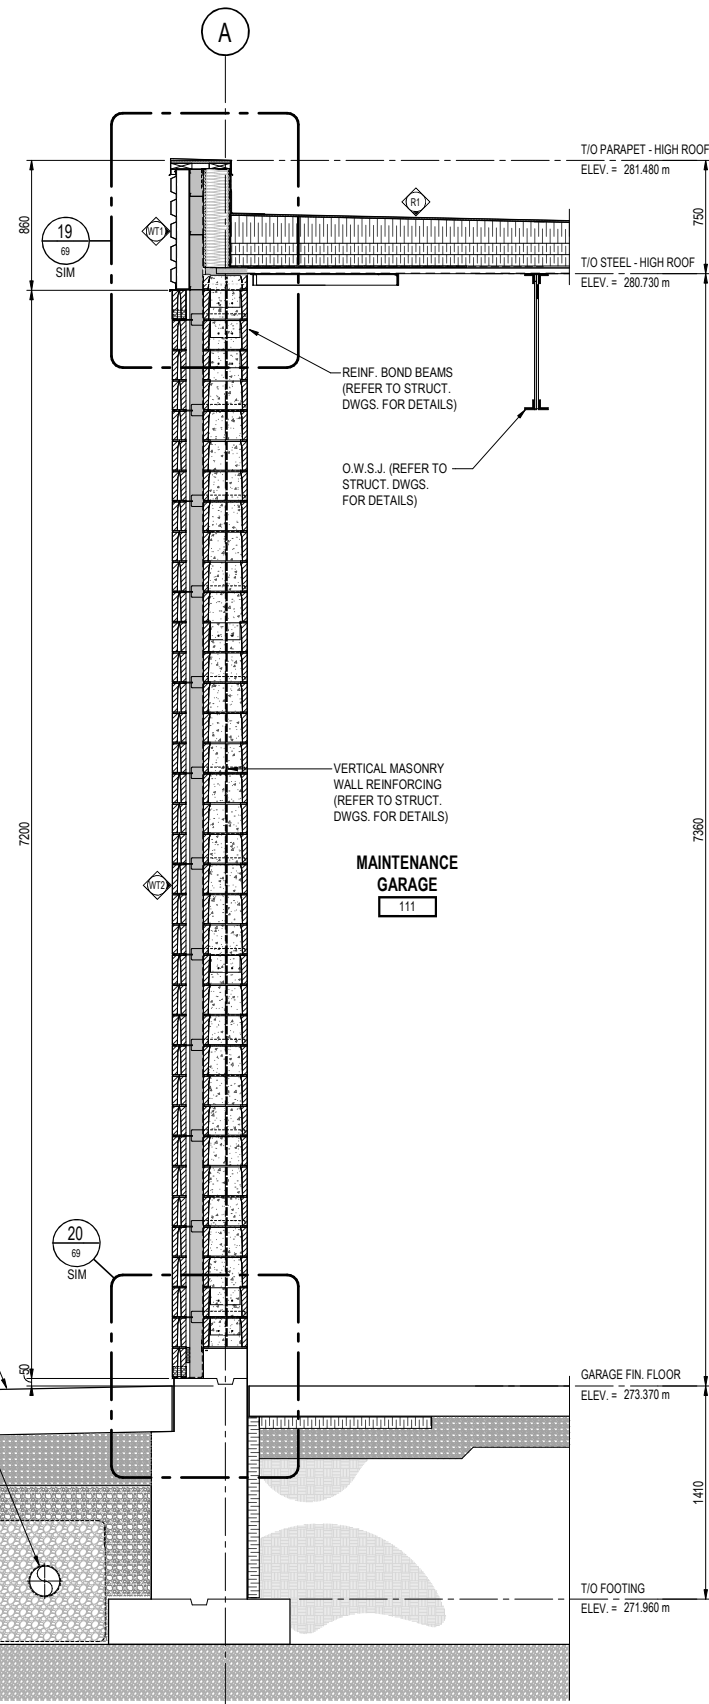 A
T/O PARAPET - HIGH ROOF
ELEV. = 281.480 m
860
750
R1
WT1
19
69
SIM
T/O STEEL - HIGH ROOF
ELEV. = 280.730 m
REINF. BOND BEAMS
(REFER TO STRUCT.
DWGS. FOR DETAILS)
O.W.S.J. (REFER TO
STRUCT. DWGS.
FOR DETAILS)
VERTICAL MASONRY
WALL REINFORCING
(REFER TO STRUCT.
DWGS. FOR DETAILS)
7200
7360
MAINTENANCE
GARAGE
111
WT2
20
69
SIM
50
GARAGE FIN. FLOOR
ELEV. = 273.370 m
1410
T/O FOOTING
ELEV. = 271.960 m